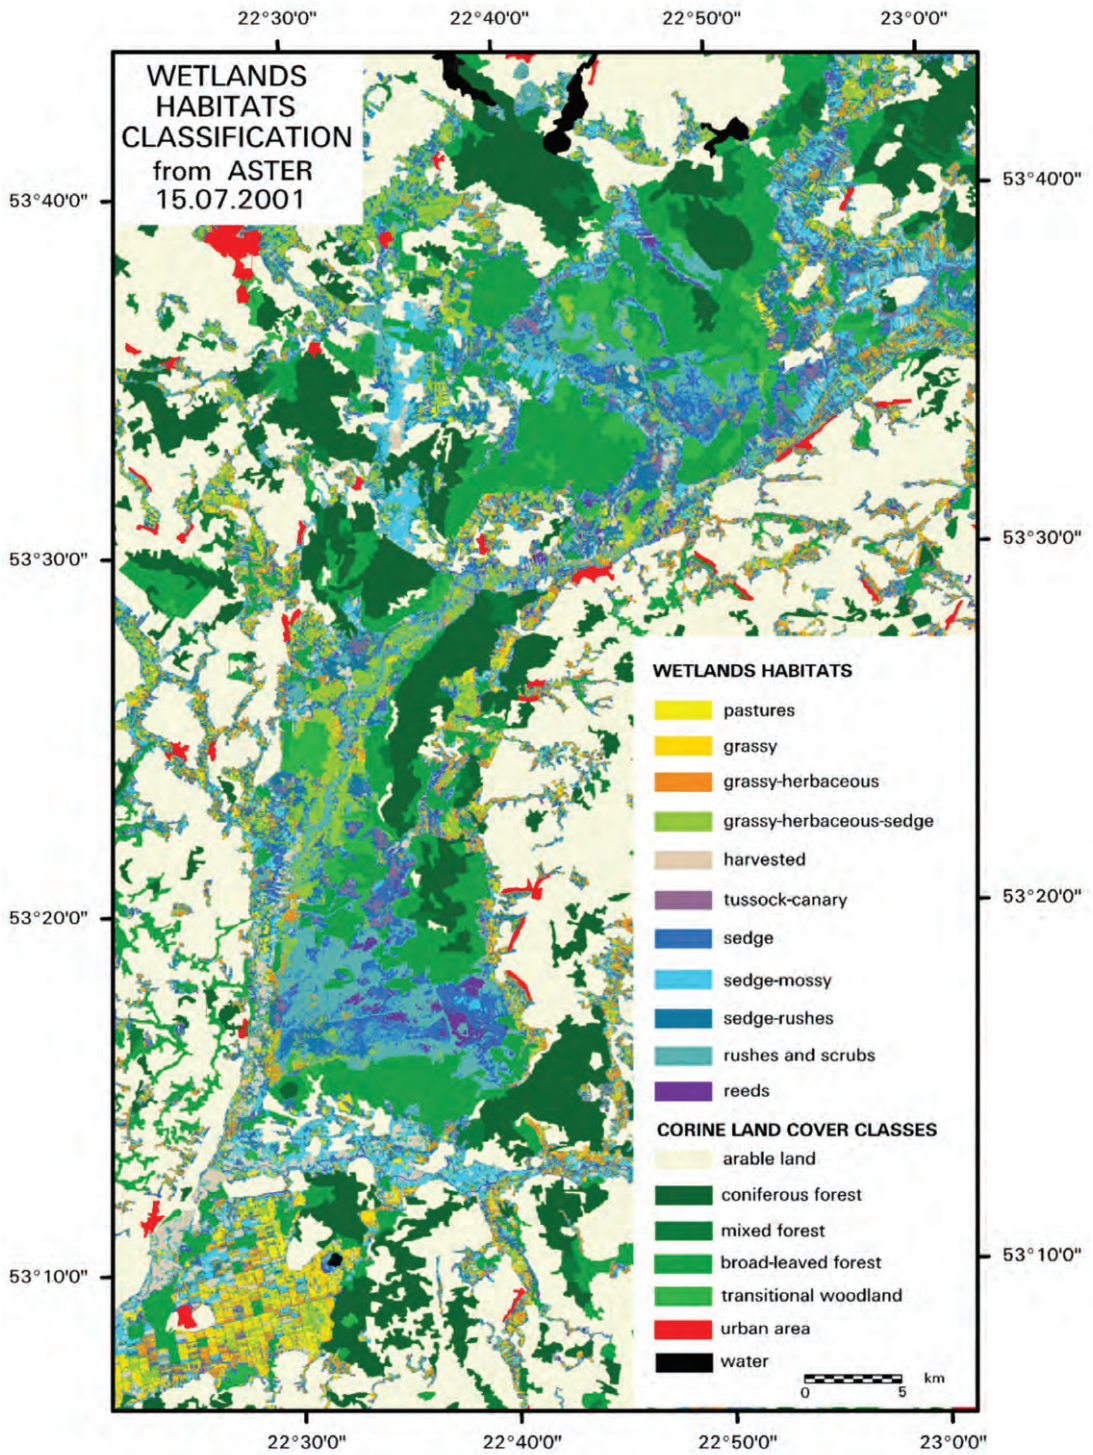 22°30'0"
22°40'0"
22°50'0"
23°0'0"
WETLANDS
HABITATS
CLASSIFICATION
from ASTER
15.07.2001
53°40'0"
53°40'0"
53°30'0"
53°30'0"
WETLANDS HABITATS
pastures
grassy
grassy-herbaceous
grassy-herbaceous-sedge
harvested
tussock-canary
53°20'0"
53°20'0"
sedge
sedge-mossy
sedge-rushes
rushes and scrubs
reeds
CORINE LAND COVER CLASSES
arable land
coniferous forest
mixed forest
broad-leaved forest
53°10'0"
53°10'0"
transitional woodland
urban area
water
km
0 5
22°30'0"
22°40'0"
22°50'0"
23°0'0"